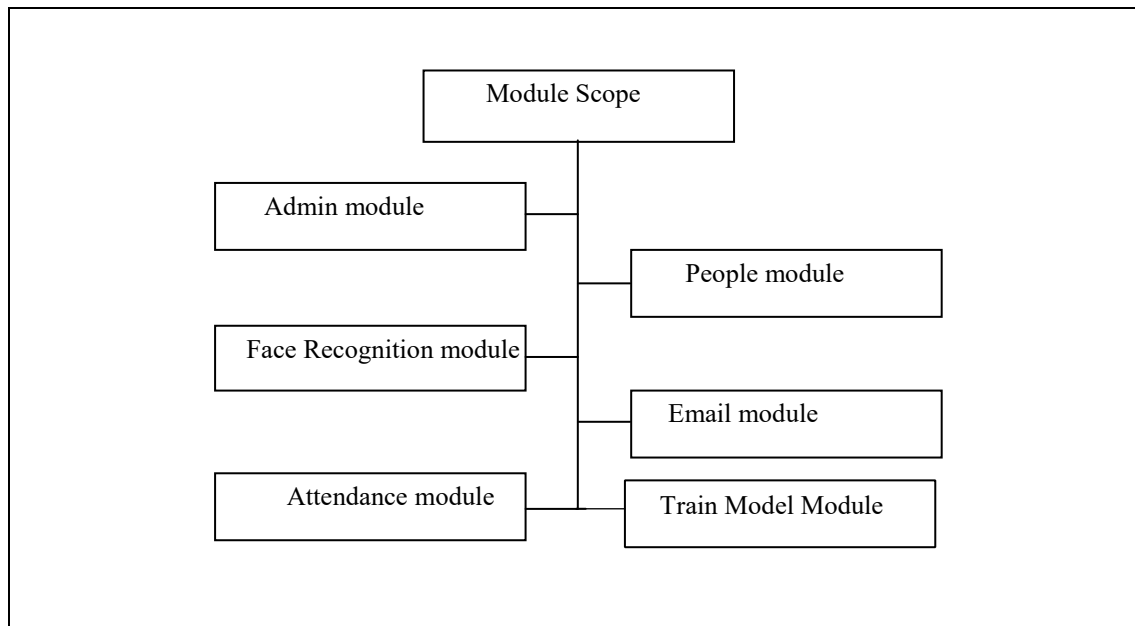 Module Scope
Admin module
People module
Face Recognition module
Email module
Attendance module
Train Model Module